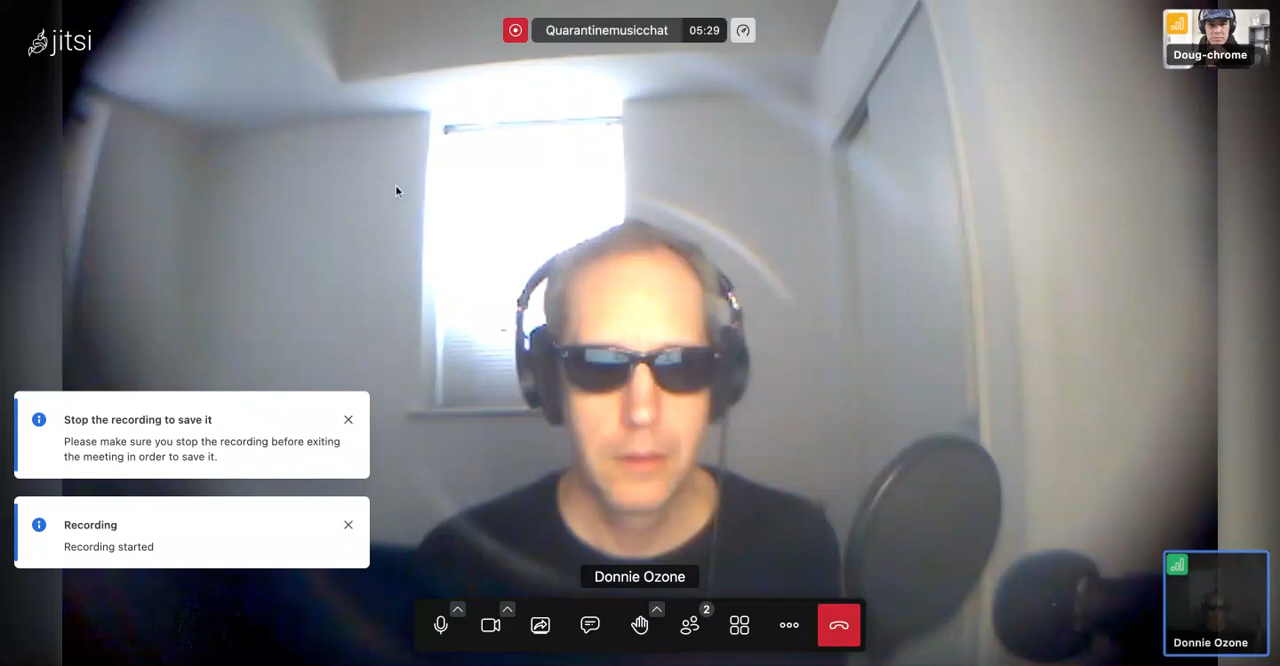 jitsi
Quarantinemusicchat 05:29
Doug-chrome
Stop the recording to save it
Please make sure you stop the recording before exiting
the meeting in order to save it.
Recording
Recording started
Donnie Ozone
2
Donnie Ozone